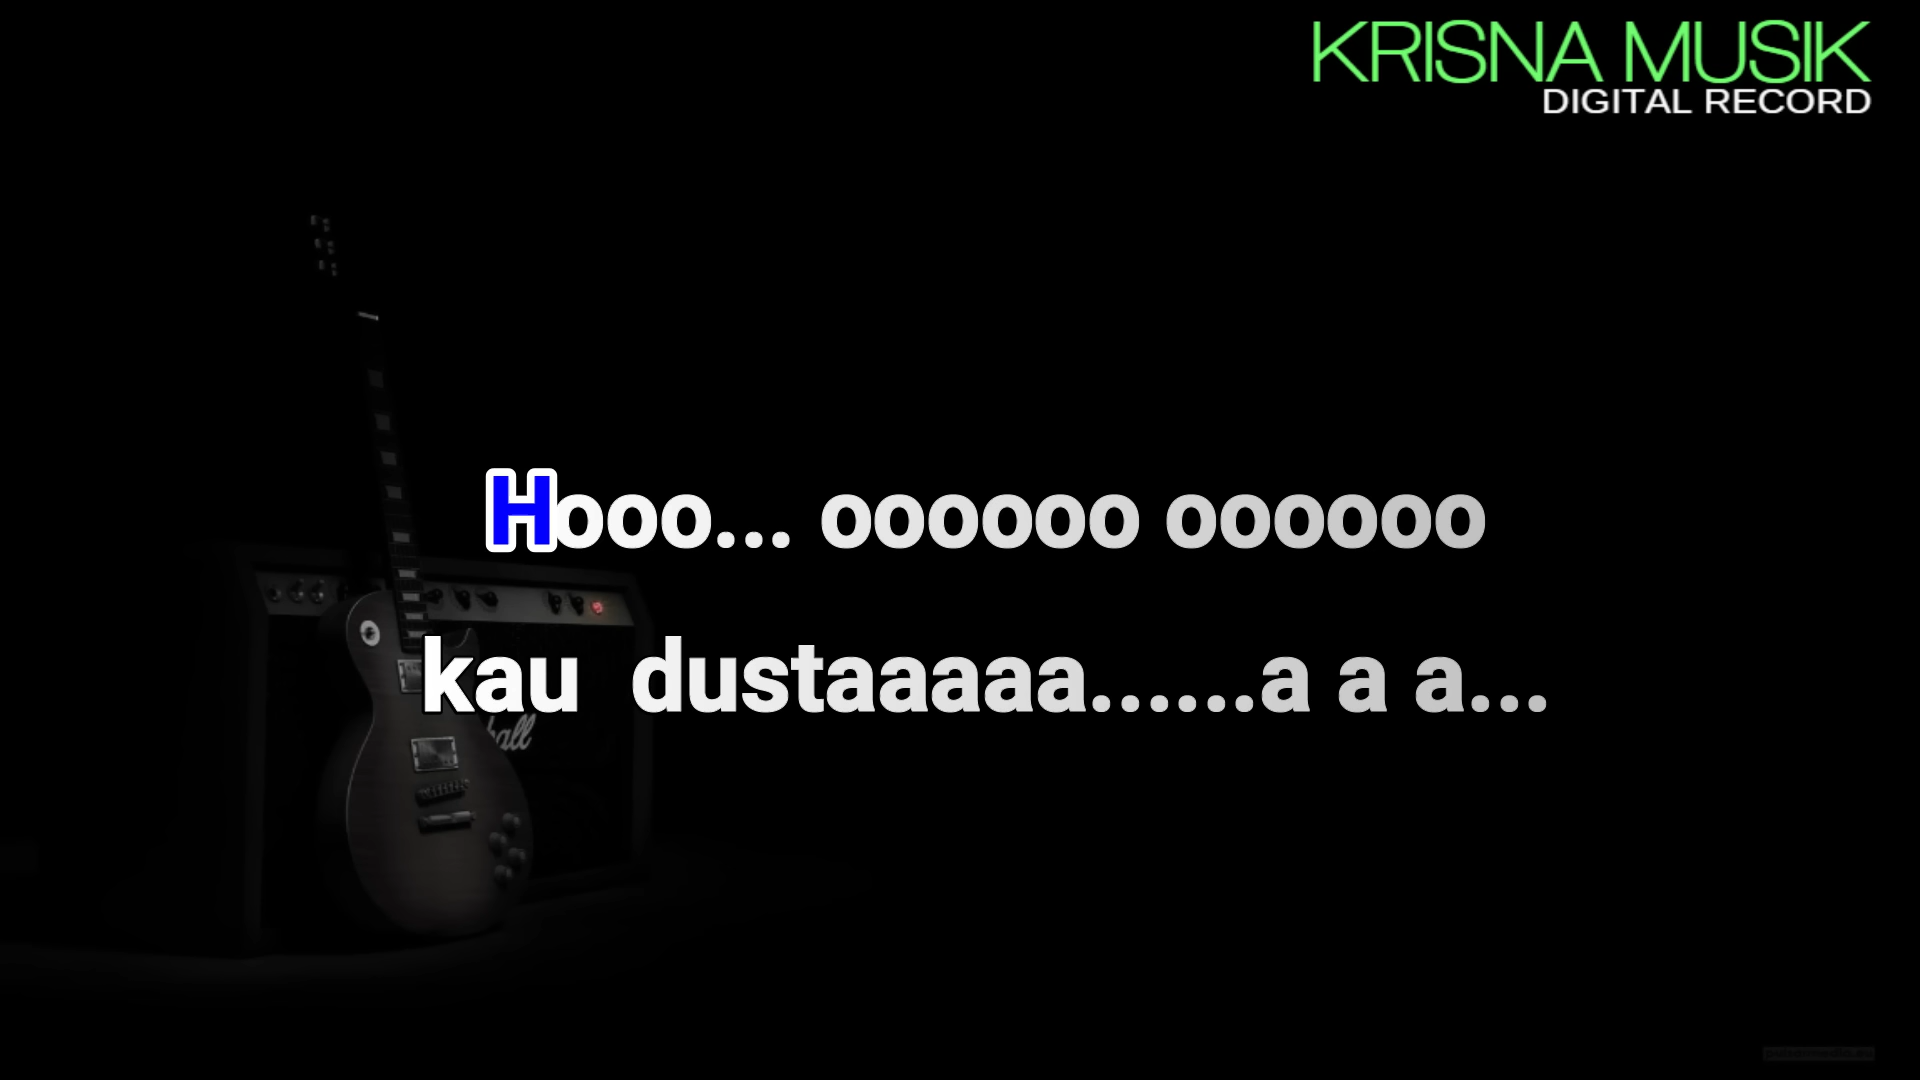 KRISNA MUSIK
DIGITAL RECORD
Hooo... oooooo oooooo
kau  dustaaaaa......a a a...